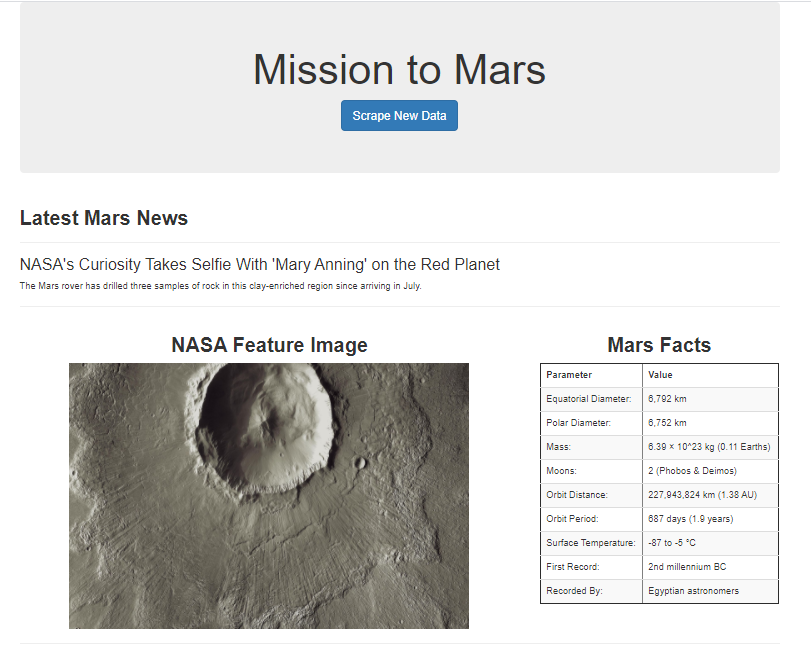 Mission to Mars
Scrape New Data
Latest Mars News
NASA's Curiosity Takes Selfie With 'Mary Anning' on the Red Planet
The Mars rover has drilled three samples of rock in this clay-enriched region since arriving in July.
NASA Feature Image
Mars Facts
Parameter Value
Equatorial Diameter: 6,792 km
Polar Diameter: 6,752 km
Mass: 6.39 × 10^23 kg (0.11 Earths)
Moons: 2 (Phobos & Deimos)
Orbit Distance: 227,943,824 km (1.38 AU)
Orbit Period: 687 days (1.9 years)
Surface Temperature: -87 to -5 °C
First Record: 2nd millennium BC
Recorded By: Egyptian astronomers